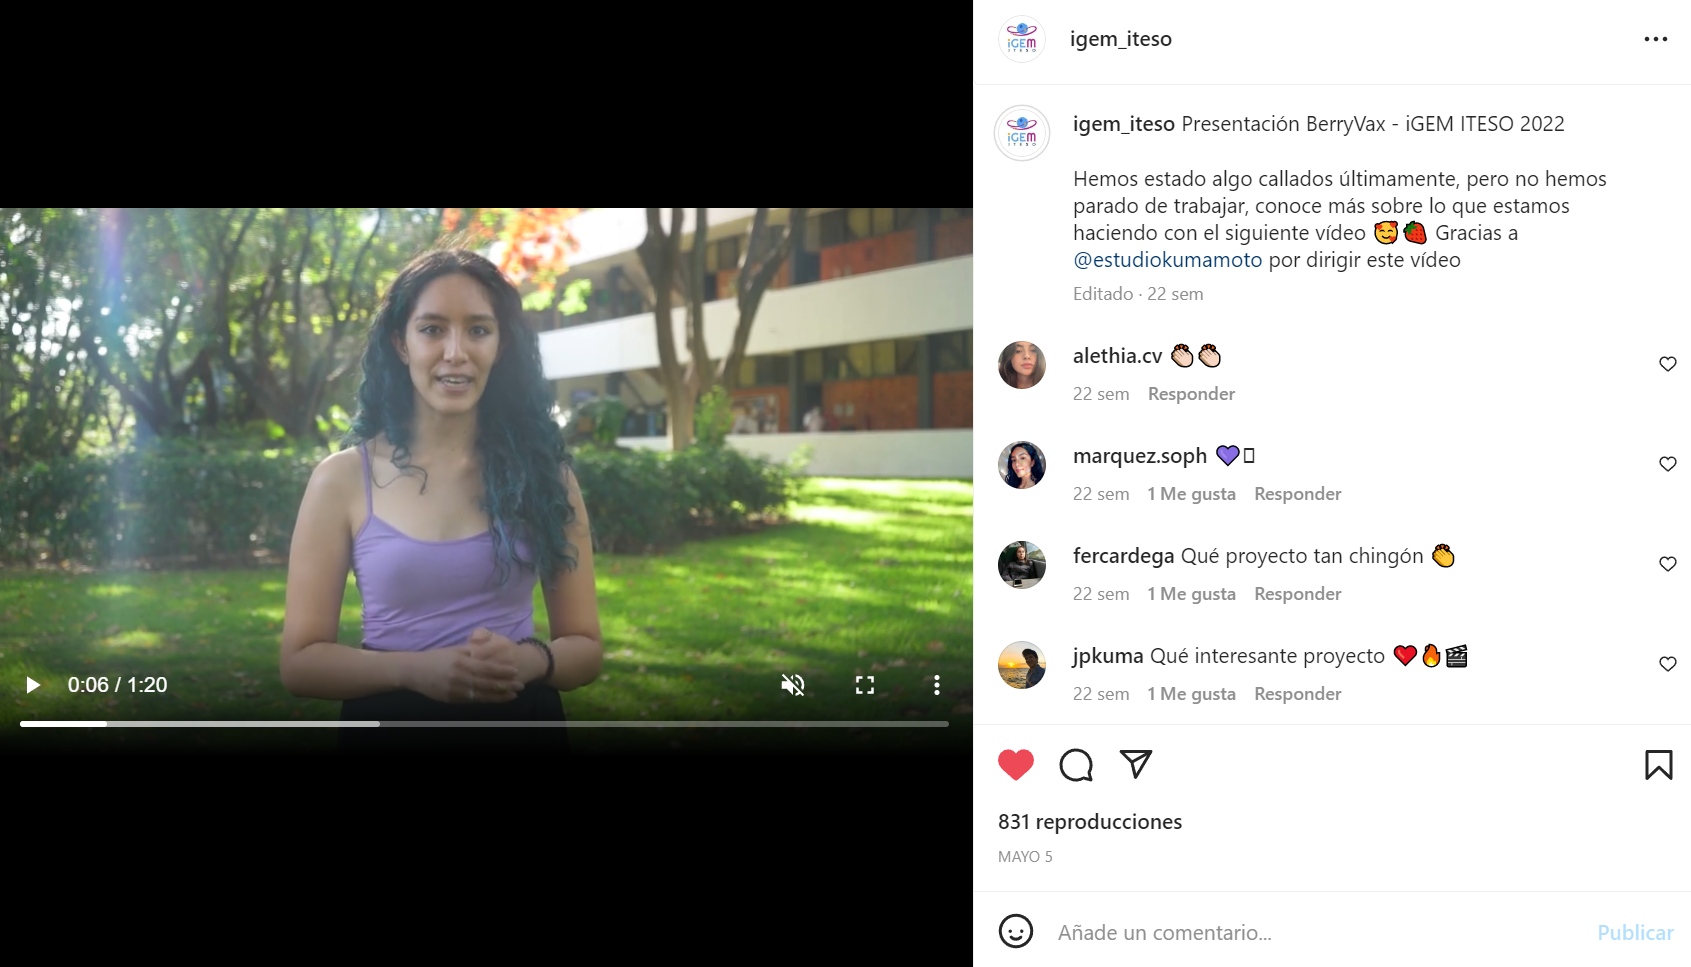 igem_iteso
iGEM
ITESO
igem_iteso Presentación BerryVax - iGEM ITESO 2022
iGEM
ITESO
Hemos estado algo callados últimamente, pero no hemos
parado de trabajar, conoce más sobre lo que estamos
haciendo con el siguiente vídeo 🥰🍓 Gracias a
@estudiokumamoto por dirigir este vídeo
Editado · 22 sem
alethia.cv 👏🏻👏🏻
22 sem Responder
marquez.soph 💜
22 sem 1 Me gusta Responder
fercardega Qué proyecto tan chingón 👏
22 sem 1 Me gusta Responder
jpkuma Qué interesante proyecto ❤️🔥🎬
22 sem 1 Me gusta Responder
0:06 / 1:20
831 reproducciones
MAYO 5
Añade un comentario... Publicar